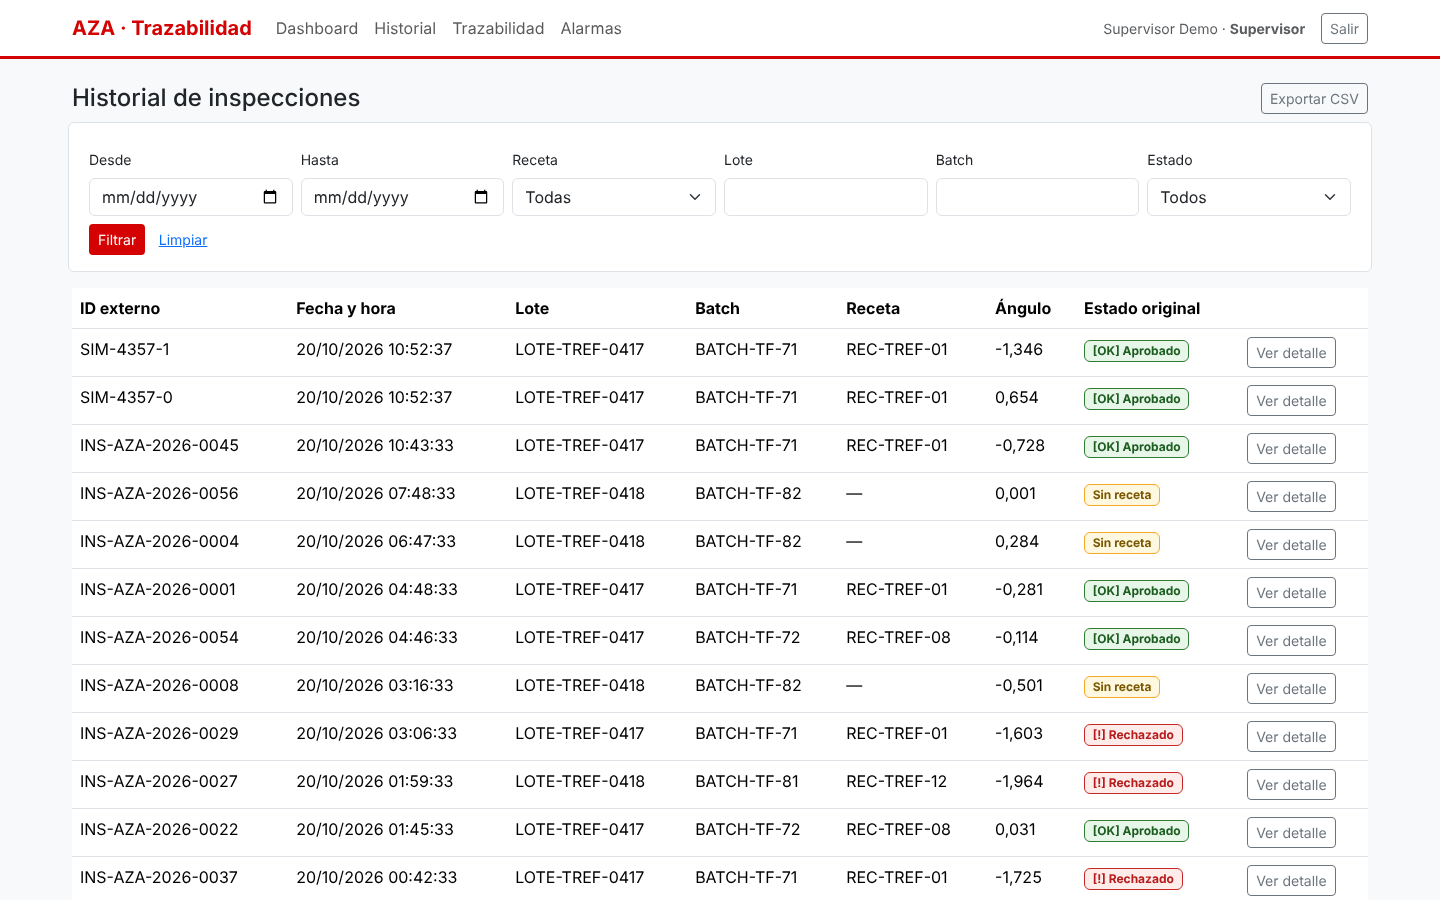 AZA · Trazabilidad Dashboard Historial Trazabilidad Alarmas Supervisor Demo · Supervisor Salir
Historial de inspecciones Exportar CSV
Desde Hasta Receta Lote Batch Estado
mm/dd/yyyy mm/dd/yyyy Todas Todos
Filtrar Limpiar
ID externo Fecha y hora Lote Batch Receta Ángulo Estado original
SIM-4357-1 20/10/2026 10:52:37 LOTE-TREF-0417 BATCH-TF-71 REC-TREF-01 -1,346 [OK] Aprobado Ver detalle
SIM-4357-0 20/10/2026 10:52:37 LOTE-TREF-0417 BATCH-TF-71 REC-TREF-01 0,654 [OK] Aprobado Ver detalle
INS-AZA-2026-0045 20/10/2026 10:43:33 LOTE-TREF-0417 BATCH-TF-71 REC-TREF-01 -0,728 [OK] Aprobado Ver detalle
INS-AZA-2026-0056 20/10/2026 07:48:33 LOTE-TREF-0418 BATCH-TF-82 — 0,001 Sin receta Ver detalle
INS-AZA-2026-0004 20/10/2026 06:47:33 LOTE-TREF-0418 BATCH-TF-82 — 0,284 Sin receta Ver detalle
INS-AZA-2026-0001 20/10/2026 04:48:33 LOTE-TREF-0417 BATCH-TF-71 REC-TREF-01 -0,281 [OK] Aprobado Ver detalle
INS-AZA-2026-0054 20/10/2026 04:46:33 LOTE-TREF-0417 BATCH-TF-72 REC-TREF-08 -0,114 [OK] Aprobado Ver detalle
INS-AZA-2026-0008 20/10/2026 03:16:33 LOTE-TREF-0418 BATCH-TF-82 — -0,501 Sin receta Ver detalle
INS-AZA-2026-0029 20/10/2026 03:06:33 LOTE-TREF-0417 BATCH-TF-71 REC-TREF-01 -1,603 [!] Rechazado Ver detalle
INS-AZA-2026-0027 20/10/2026 01:59:33 LOTE-TREF-0418 BATCH-TF-81 REC-TREF-12 -1,964 [!] Rechazado Ver detalle
INS-AZA-2026-0022 20/10/2026 01:45:33 LOTE-TREF-0417 BATCH-TF-72 REC-TREF-08 0,031 [OK] Aprobado Ver detalle
INS-AZA-2026-0037 20/10/2026 00:42:33 LOTE-TREF-0417 BATCH-TF-71 REC-TREF-01 -1,725 [!] Rechazado Ver detalle